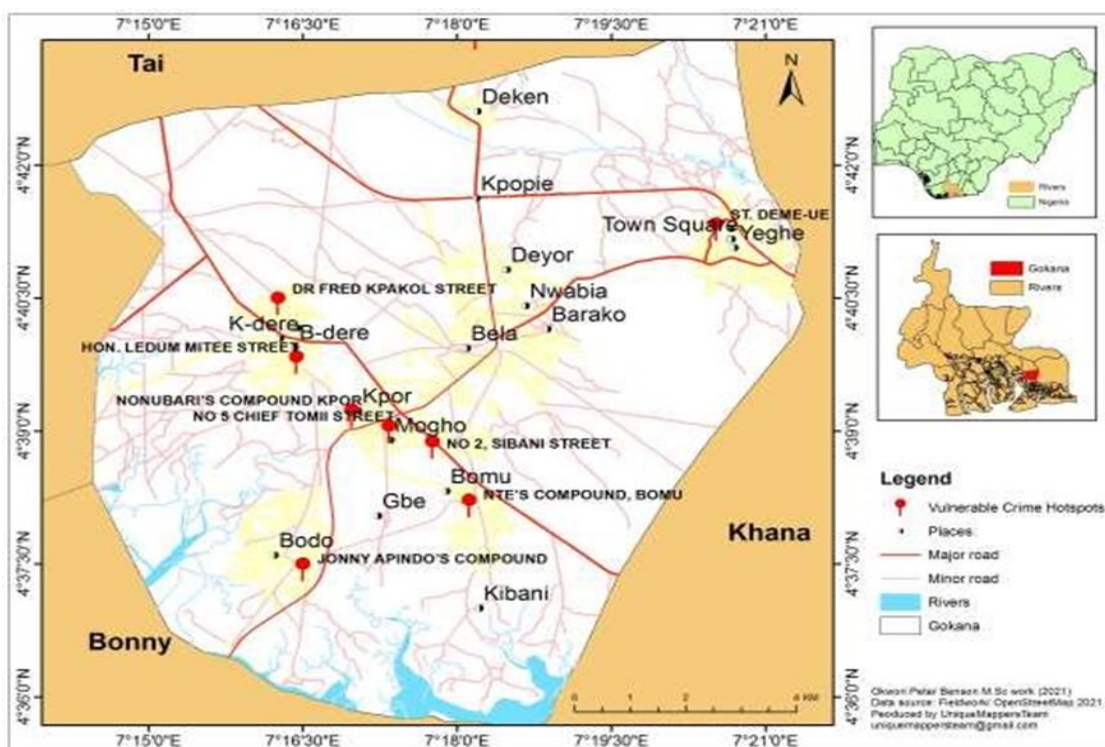 7°15'0"E 7°16'30"E 7°18'0"E 7°19'30"E 7°21'0"E
Tai
N
Deken
4°42'0"N
4°42'0"N
Kpopie
ST. DEME-UE
Town Square
Yeghe
Deyor
4°40'30"N
4°40'30"N
DR FRED KPAKOL STREET
Nwabia
K-dere
B-dere
Barako
HON. LEDUM MITEE STREET
Bela
NONUBARI'S COMPOUND KPOR
Kpor
NO 5 CHIEF TOMII STREET
Mogho
4°39'0"N
4°39'0"N
NO 2, SIBANI STREET
Bomu
NTE'S COMPOUND, BOMU
Gbe
Khana
Bodo
JONNY APINDO'S COMPOUND
4°37'30"N
4°37'30"N
Kibani
Bonny
0 1 2 4 KM
4°36'0"N
4°36'0"N
7°15'0"E 7°16'30"E 7°18'0"E 7°19'30"E 7°21'0"E
Rivers
Nigeria
Gokana
Rivers
Legend
Vulnerable Crime Hotspots
Places
Major road
Minor road
Rivers
Gokana
Okwori Peter Benson M.Sc work (2021)
Data source: Fieldwork/ OpenStreetMap 2021
Peoduced by UniqueMappersTeam
uniquemappersteam@gmail.com